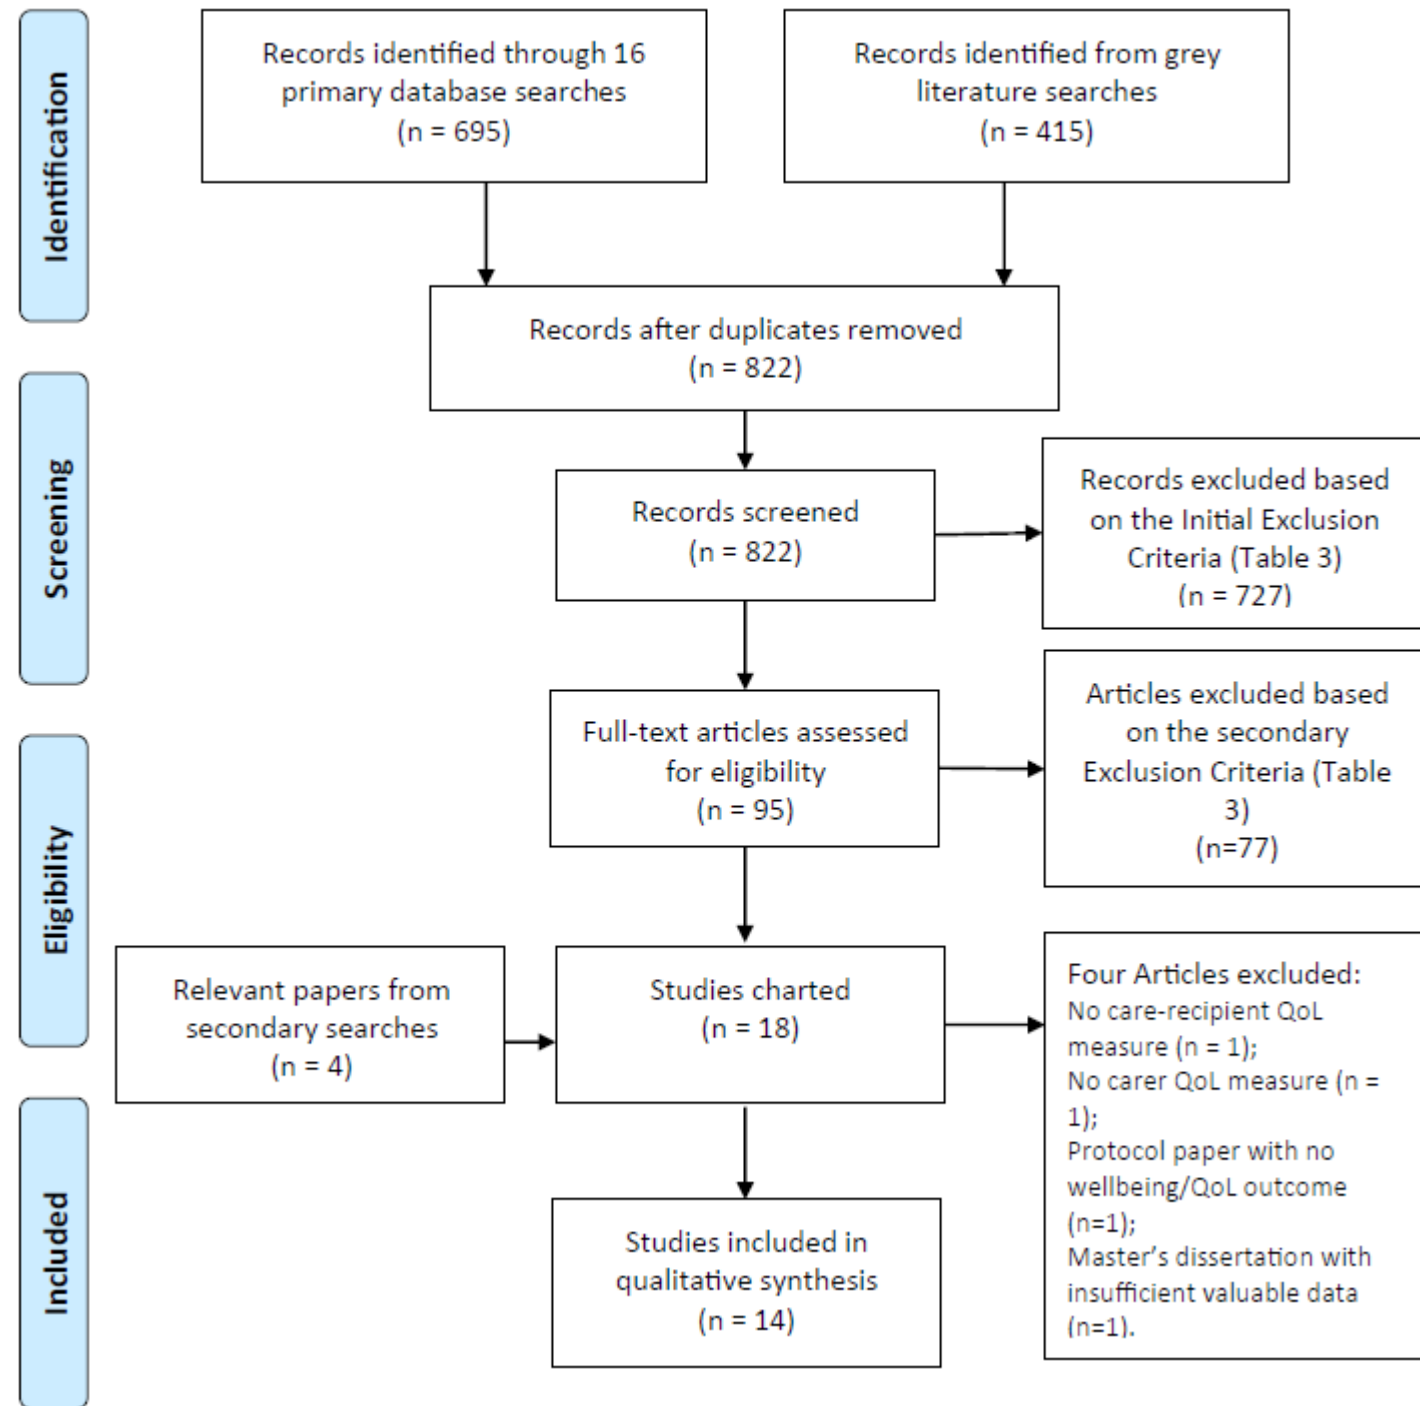 Identification
Records identified through 16
primary database searches
(n = 695)
Records identified from grey
literature searches
(n = 415)
Records after duplicates removed
(n = 822)
Screening
Records screened
(n = 822)
Records excluded based
on the Initial Exclusion
Criteria (Table 3)
(n = 727)
Eligibility
Full-text articles assessed
for eligibility
(n = 95)
Articles excluded based
on the secondary
Exclusion Criteria (Table
3)
(n=77)
Relevant papers from
secondary searches
(n = 4)
Studies charted
(n = 18)
Four Articles excluded:
No care-recipient QoL
measure (n = 1);
No carer QoL measure (n =
1);
Protocol paper with no
wellbeing/QoL outcome
(n=1);
Master's dissertation with
insufficient valuable data
(n=1).
Included
Studies included in
qualitative synthesis
(n = 14)